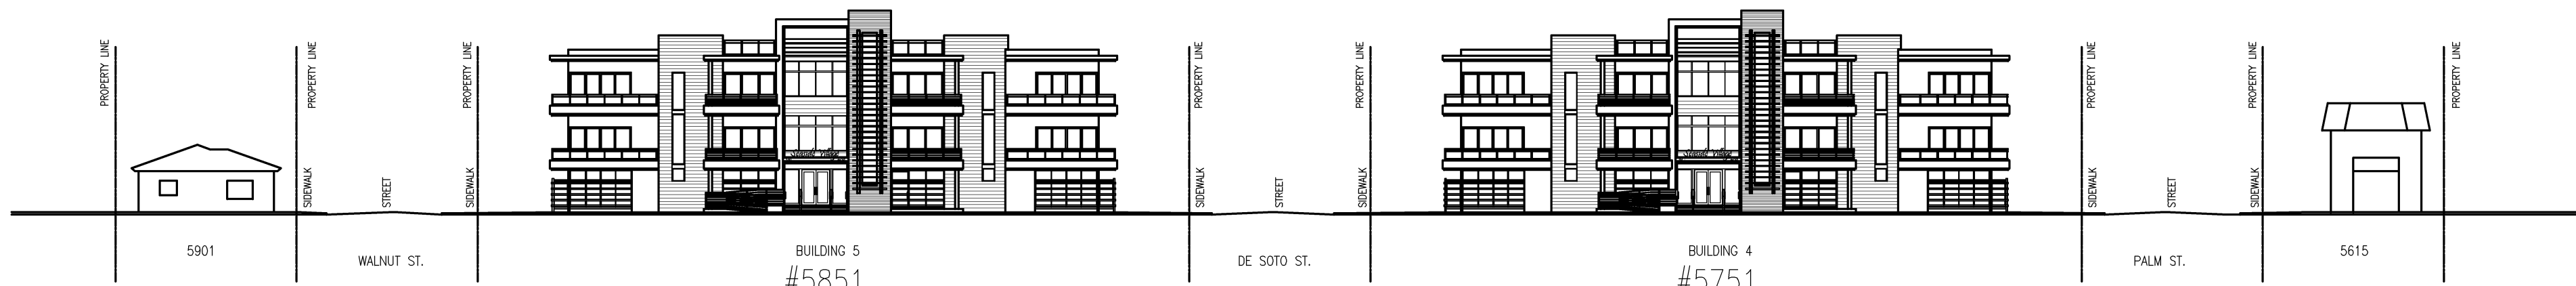 PROPERTY LINE
PROPERTY LINE
PROPERTY LINE
PROPERTY LINE
PROPERTY LINE
PROPERTY LINE
PROPERTY LINE
PROPERTY LINE
SIDEWALK
STREET
SIDEWALK
SIDEWALK
STREET
SIDEWALK
SIDEWALK
STREET
SIDEWALK
Village
Village
5901
WALNUT ST.
BUILDING 5
#5851
DE SOTO ST.
BUILDING 4
#5751
PALM ST.
5615